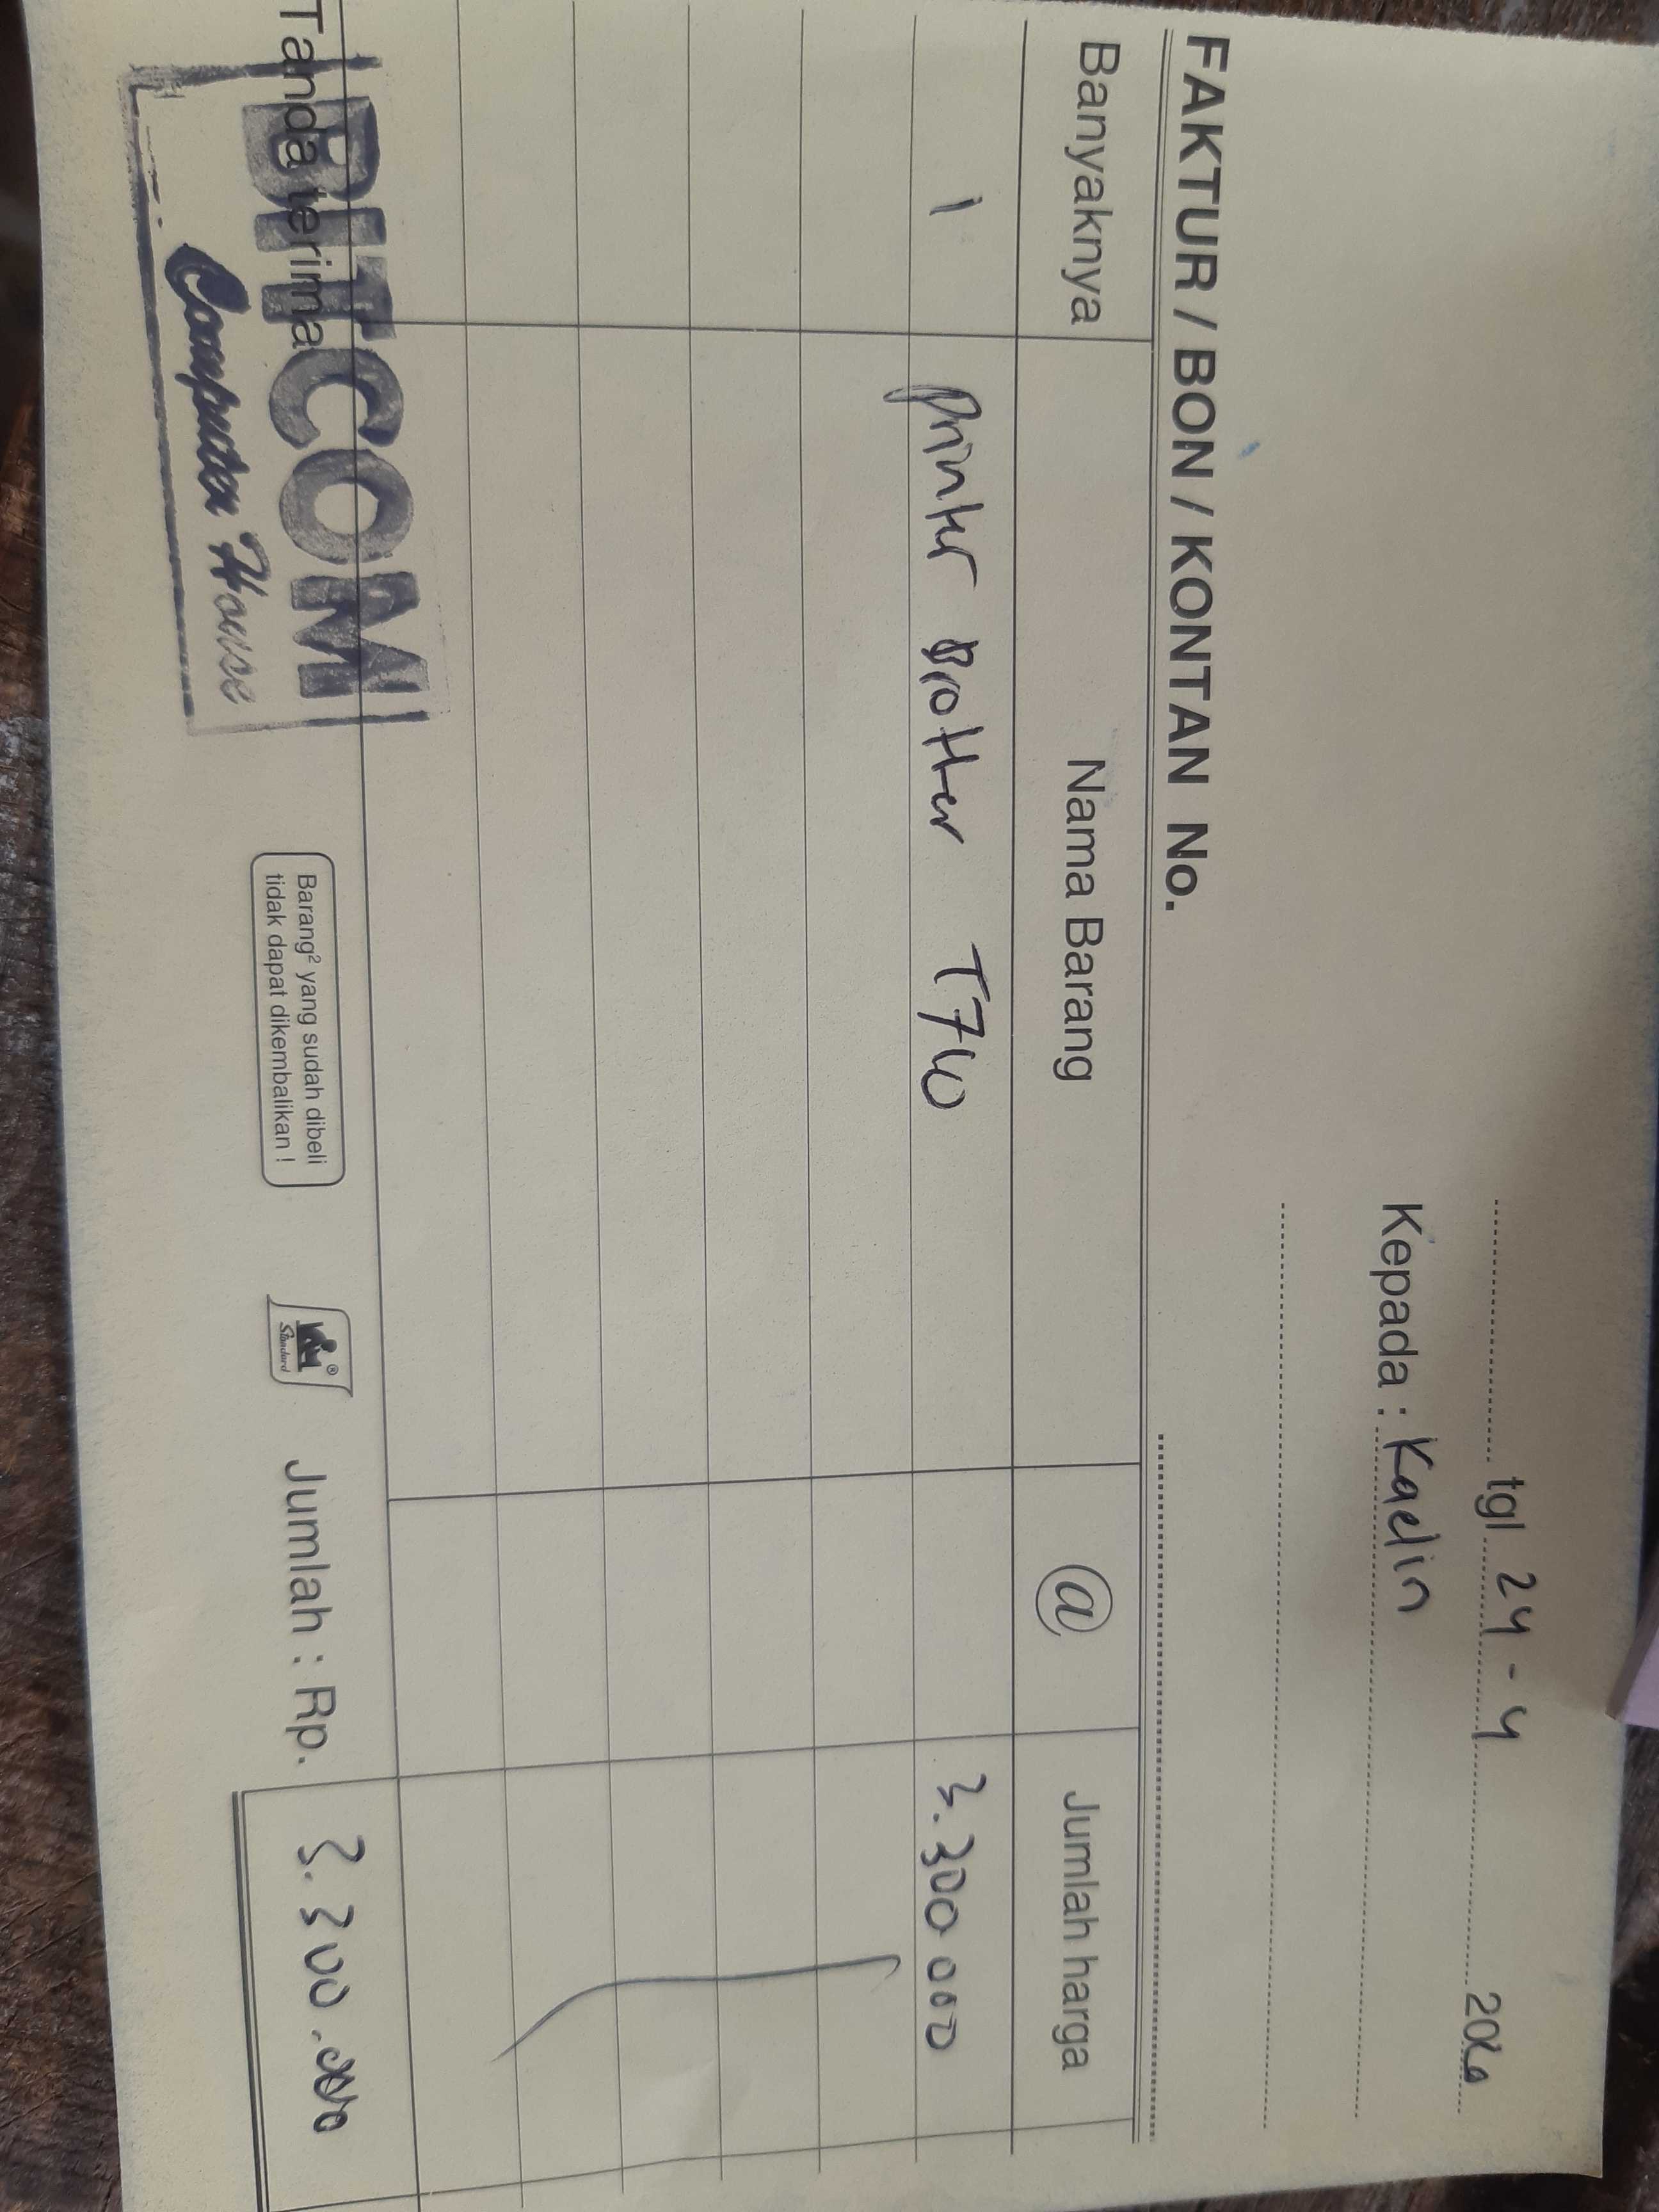 tgl. 24 - 4 20
Kepada : Kaelin
FAKTUR / BON / KONTAN No.
Banyaknya Nama Barang @ Jumlah harga
1 Printer Brother T740 3.300.000
Tanda terima
BITCOM
Computer House
Barang² yang sudah dibeli
tidak dapat dikembalikan !
® Standard
Jumlah : Rp. 3.300.000